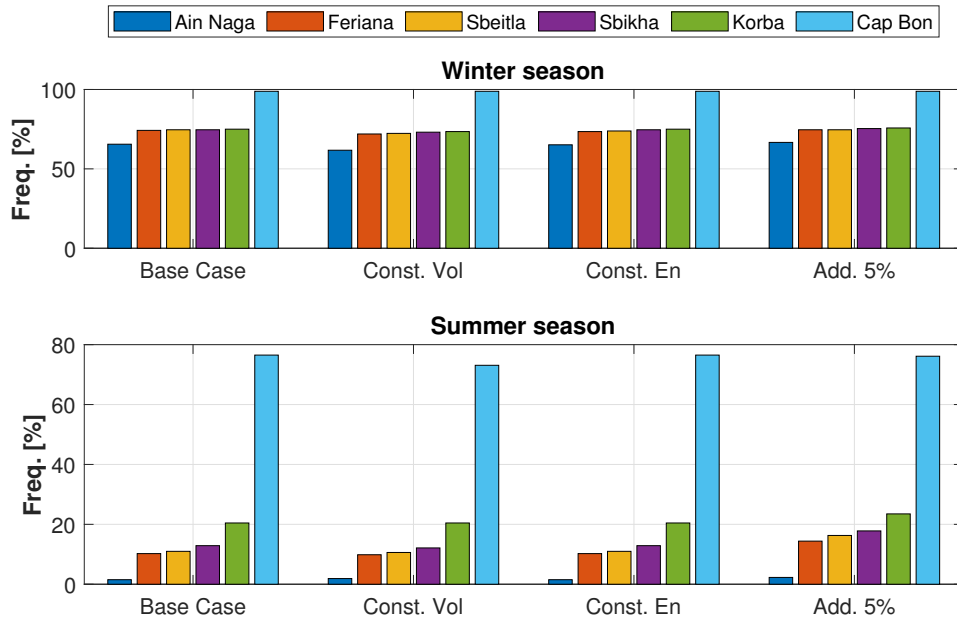 Ain Naga Feriana Sbeitla Sbikha Korba Cap Bon
Winter season
Freq. [%]
100
50
0
Base Case Const. Vol Const. En Add. 5%
Summer season
Freq. [%]
80
60
40
20
0
Base Case Const. Vol Const. En Add. 5%